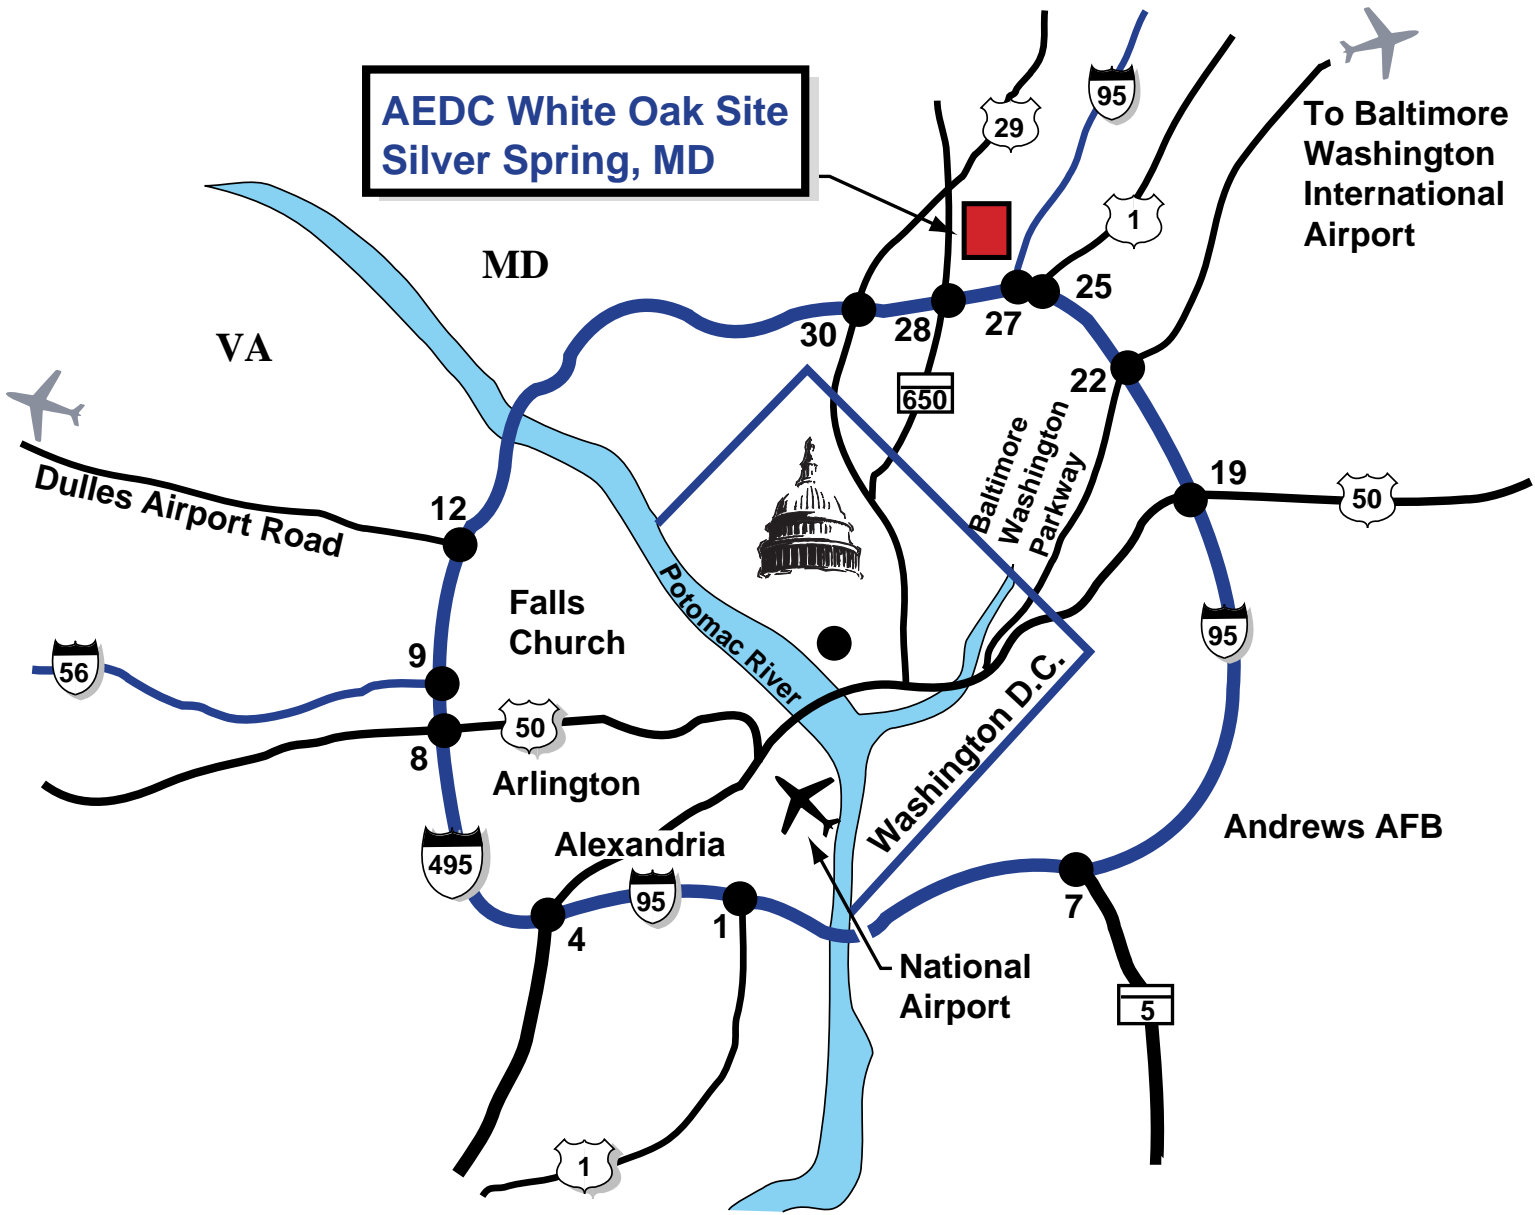 AEDC White Oak Site
Silver Spring, MD
29
95
1
To Baltimore
Washington
International
Airport
MD
VA
30
28
27
25
22
650
Baltimore
Washington
Parkway
19
50
Dulles Airport Road
12
Falls
Church
Potomac River
9
56
8
50
95
Washington D.C.
Arlington
Alexandria
495
95
4
1
Andrews AFB
7
National
Airport
5
1